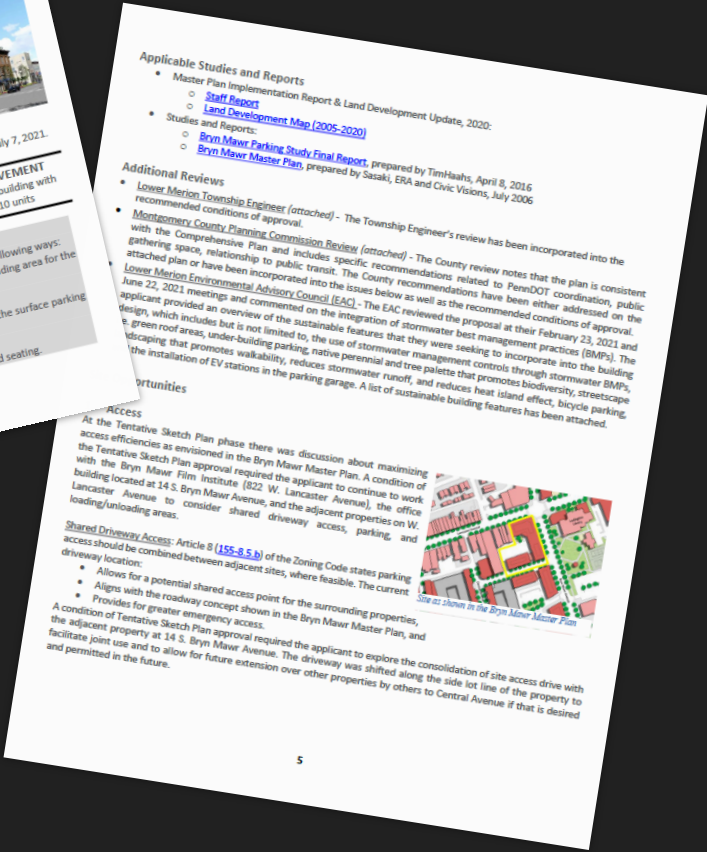 ly 7, 2021.
VEMENT
building with
10 units
llowing ways:
ding area for the
he surface parking
d seating.
Applicable Studies and Reports
• Master Plan Implementation Report & Land Development Update, 2020:
o Staff Report
o Land Development Map (2005-2020)
• Studies and Reports:
o Bryn Mawr Parking Study Final Report, prepared by TimHaahs, April 8, 2016
o Bryn Mawr Master Plan, prepared by Sasaki, ERA and Civic Visions, July 2006
Additional Reviews
• Lower Merion Township Engineer (attached) - The Township Engineer's review has been incorporated into the
recommended conditions of approval.
• Montgomery County Planning Commission Review (attached) - The County review notes that the plan is consistent
with the Comprehensive Plan and includes specific recommendations related to PennDOT coordination, public
gathering space, relationship to public transit. The County recommendations have been either addressed on the
attached plan or have been incorporated into the issues below as well as the recommended conditions of approval.
Lower Merion Environmental Advisory Council (EAC) - The EAC reviewed the proposal at their February 23, 2021 and
June 22, 2021 meetings and commented on the integration of stormwater best management practices (BMPs). The
applicant provided an overview of the sustainable features that they were seeking to incorporate into the building
design, which includes but is not limited to, the use of stormwater management controls through stormwater BMPs,
e. green roof areas, under-building parking, native perennial and tree palette that promotes biodiversity, streetscape
ndscaping that promotes walkability, reduces stormwater runoff, and reduces heat island effect, bicycle parking,
the installation of EV stations in the parking garage. A list of sustainable building features has been attached.
ortunities
Access
At the Tentative Sketch Plan phase there was discussion about maximizing
access efficiencies as envisioned in the Bryn Mawr Master Plan. A condition of
the Tentative Sketch Plan approval required the applicant to continue to work
with the Bryn Mawr Film Institute (822 W. Lancaster Avenue), the office
building located at 14 S. Bryn Mawr Avenue, and the adjacent properties on W.
Lancaster Avenue to consider shared driveway access, parking, and
loading/unloading areas.
Shared Driveway Access: Article 8 (155-8.5.b) of the Zoning Code states parking
access should be combined between adjacent sites, where feasible. The current
driveway location:
• Allows for a potential shared access point for the surrounding properties,
• Aligns with the roadway concept shown in the Bryn Mawr Master Plan, and
• Provides for greater emergency access.
Site as shown in the Bryn Mawr Master Plan
A condition of Tentative Sketch Plan approval required the applicant to explore the consolidation of site access drive with
the adjacent property at 14 S. Bryn Mawr Avenue. The driveway was shifted along the side lot line of the property to
facilitate joint use and to allow for future extension over other properties by others to Central Avenue if that is desired
and permitted in the future.
5